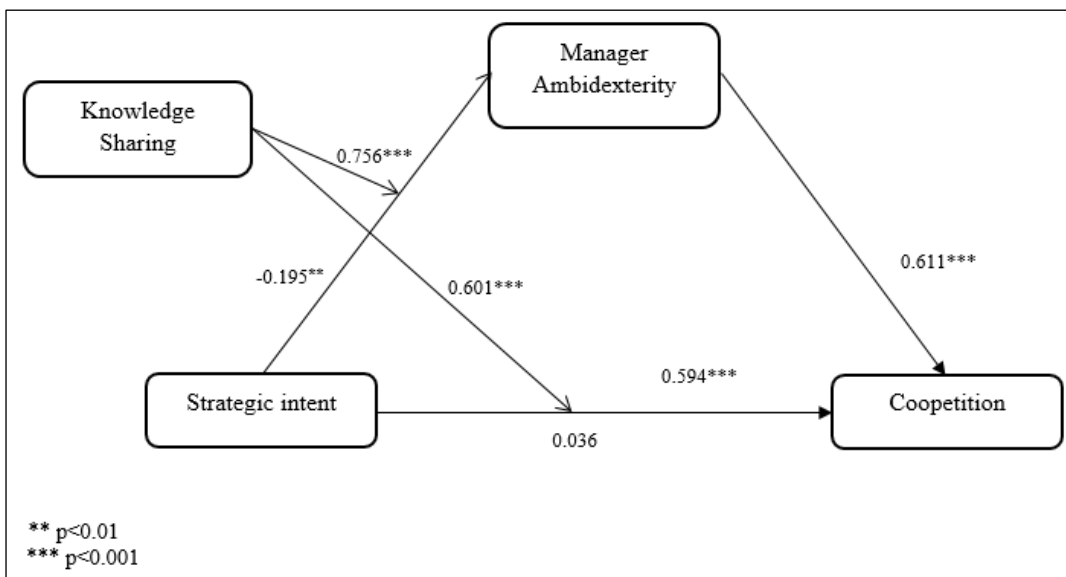 Manager
Ambidexterity
Knowledge
Sharing
0.756***
-0.195**
0.601***
0.611***
Strategic intent
0.594***
Coopetition
0.036
** p<0.01
*** p<0.001